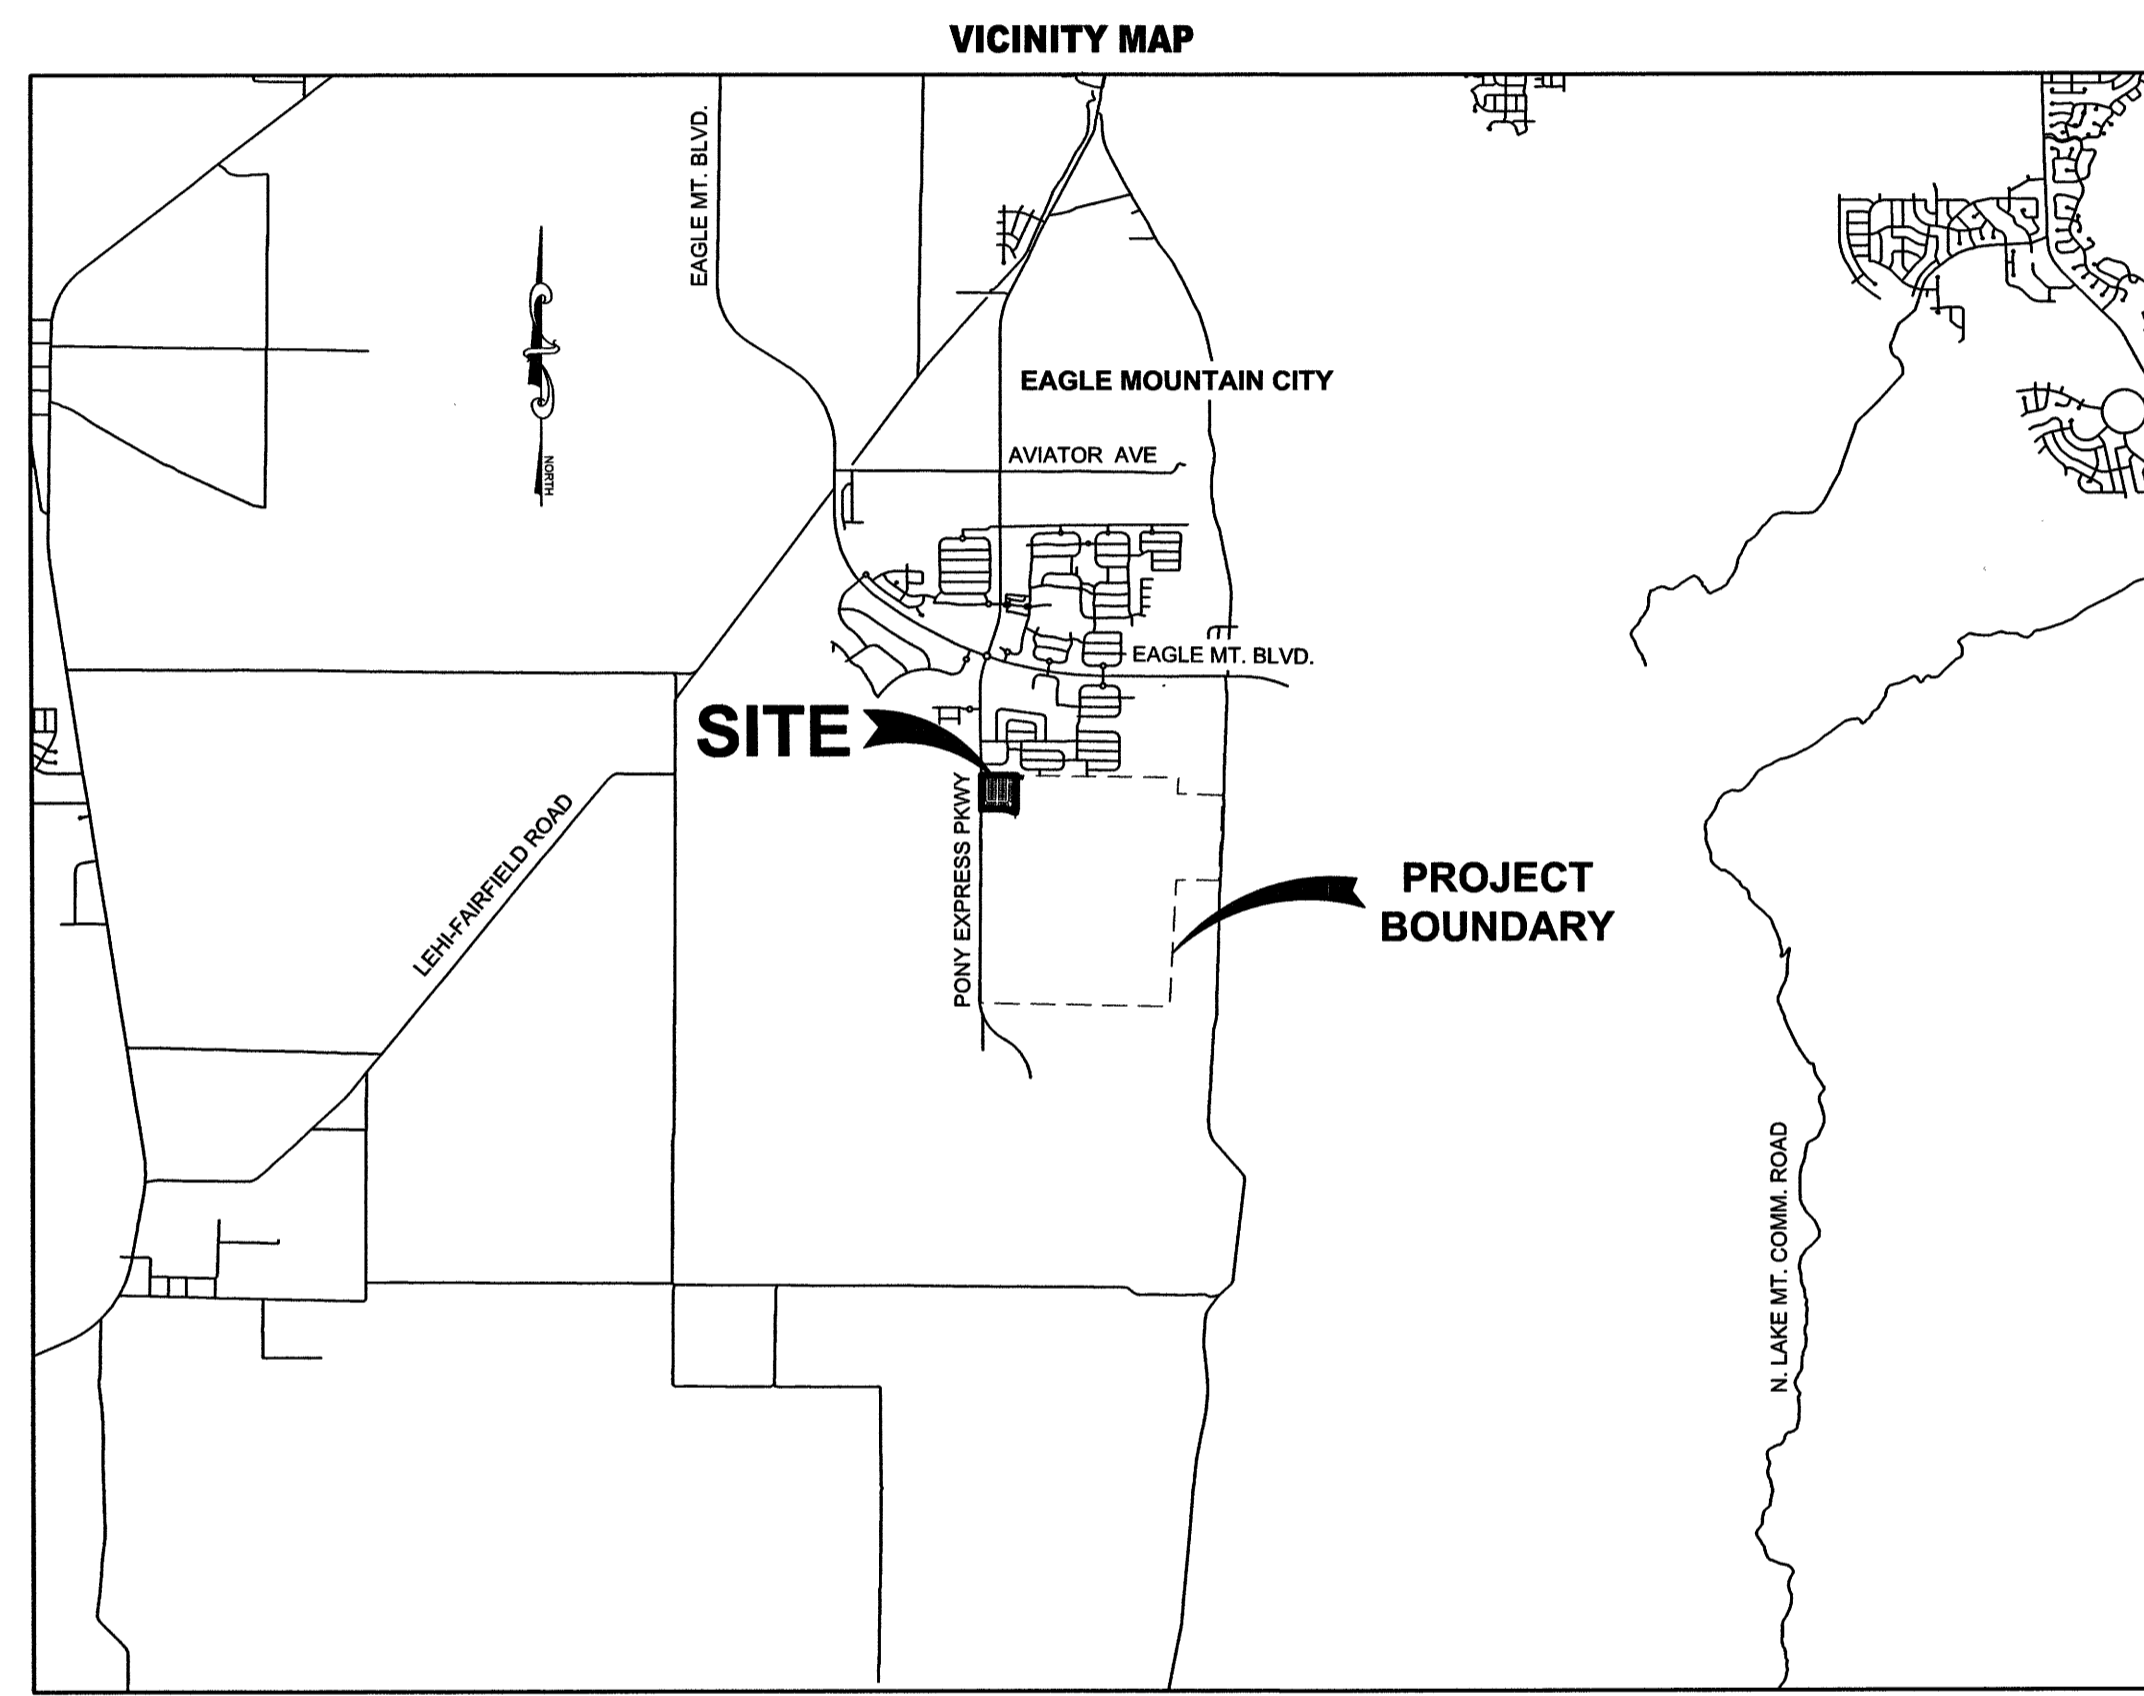 VICINITY MAP
EAGLE MT. BLVD.
EAGLE MOUNTAIN CITY
AVIATOR AVE
NORTH
EAGLE MT. BLVD.
SITE
PONY EXPRESS PKWY
LEHI-FAIRFIELD ROAD
PROJECT
BOUNDARY
N. LAKE MT. COMM. ROAD